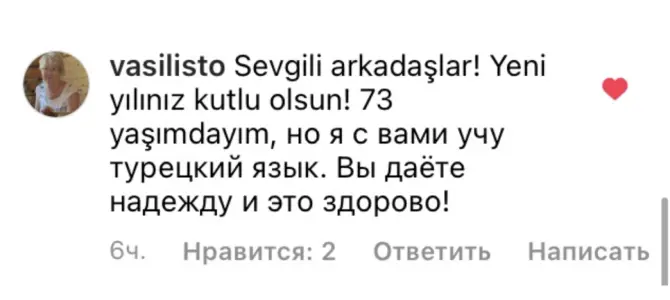 vasilisto Sevgili arkadaşlar! Yeni
yılınız kutlu olsun! 73
yaşımdayım, но я с вами учу
турецкий язык. Вы даёте
надежду и это здорово!
6ч. Нравится: 2 Ответить Написать